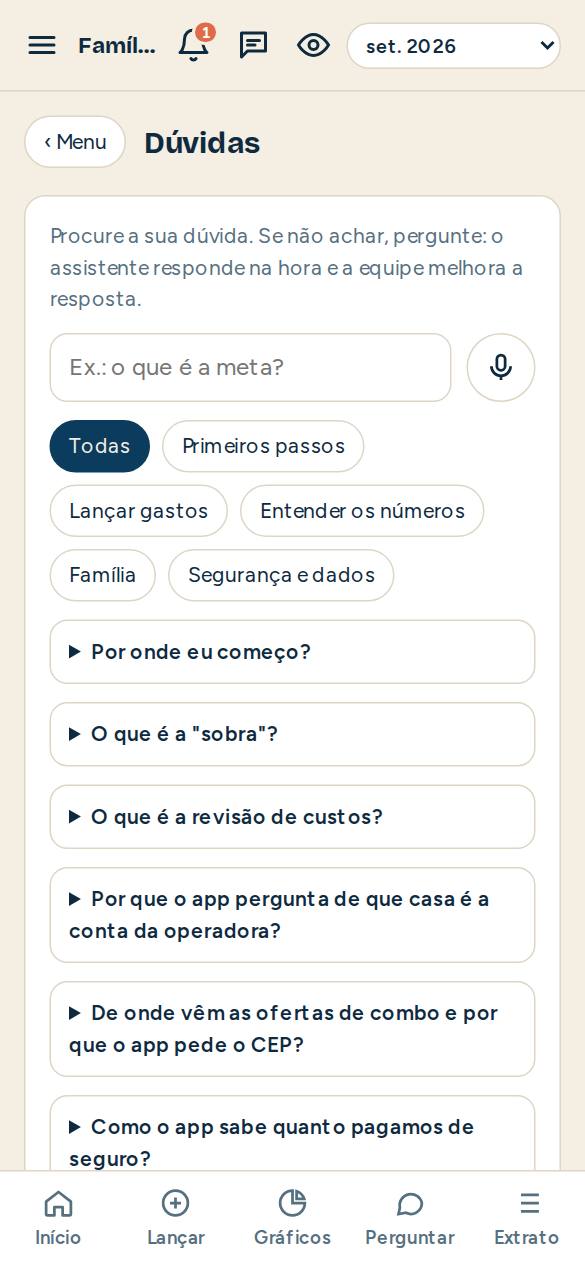 Famíl...
1
set. 2026
‹ Menu
Dúvidas
Procure a sua dúvida. Se não achar, pergunte: o
assistente responde na hora e a equipe melhora a
resposta.
Ex.: o que é a meta?
Todas
Primeiros passos
Lançar gastos
Entender os números
Família
Segurança e dados
Por onde eu começo?
O que é a "sobra"?
O que é a revisão de custos?
Por que o app pergunta de que casa é a
conta da operadora?
De onde vêm as ofertas de combo e por
que o app pede o CEP?
Como o app sabe quanto pagamos de
seguro?
Início
Lançar
Gráficos
Perguntar
Extrato